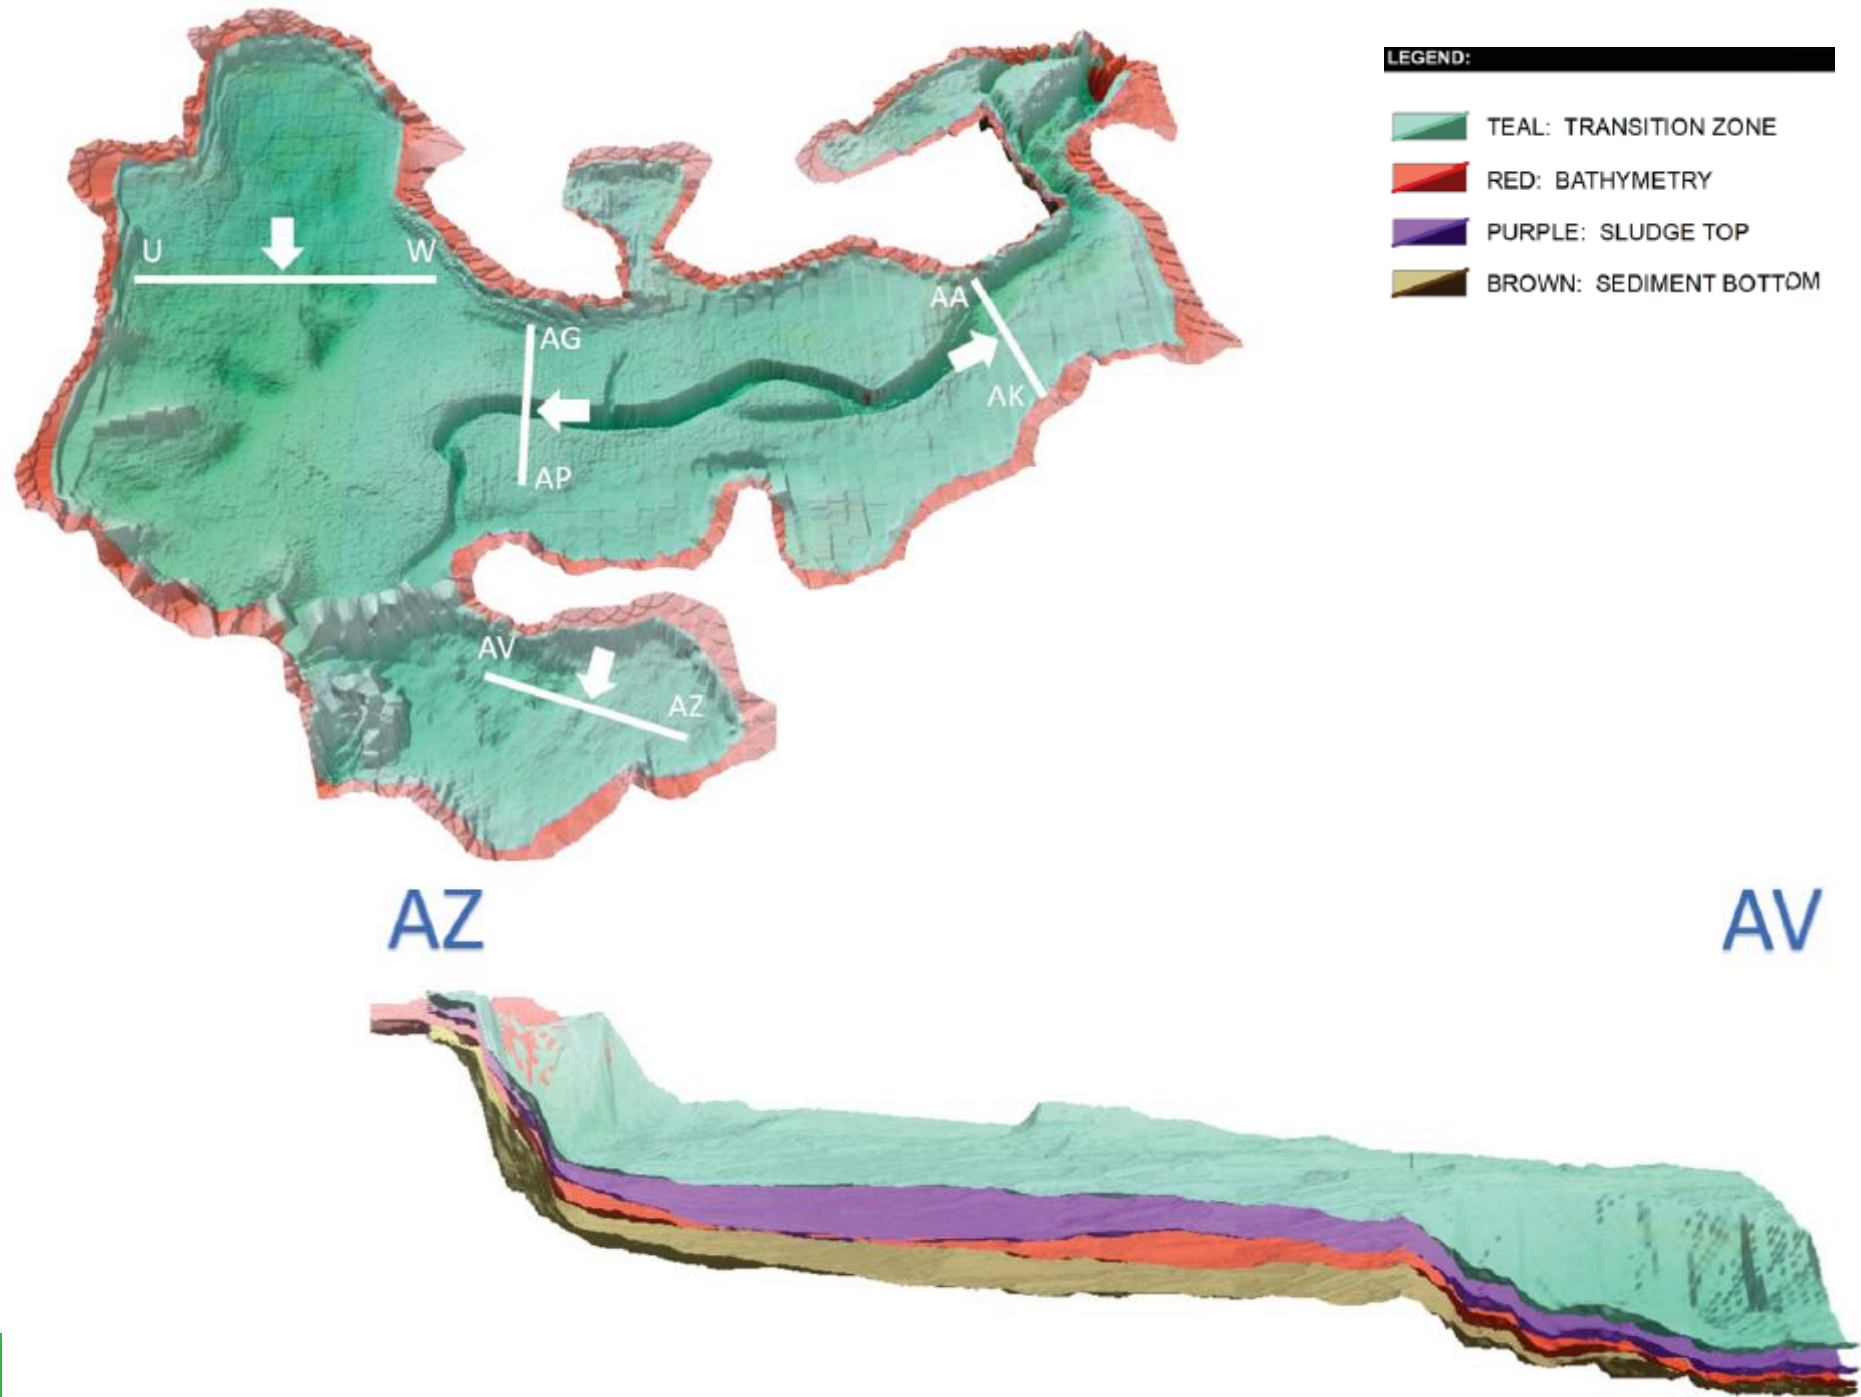 LEGEND:
TEAL: TRANSITION ZONE
RED: BATHYMETRY
PURPLE: SLUDGE TOP
BROWN: SEDIMENT BOTTOM
U
W
AG
AP
AA
AK
AV
AZ
AZ
AV